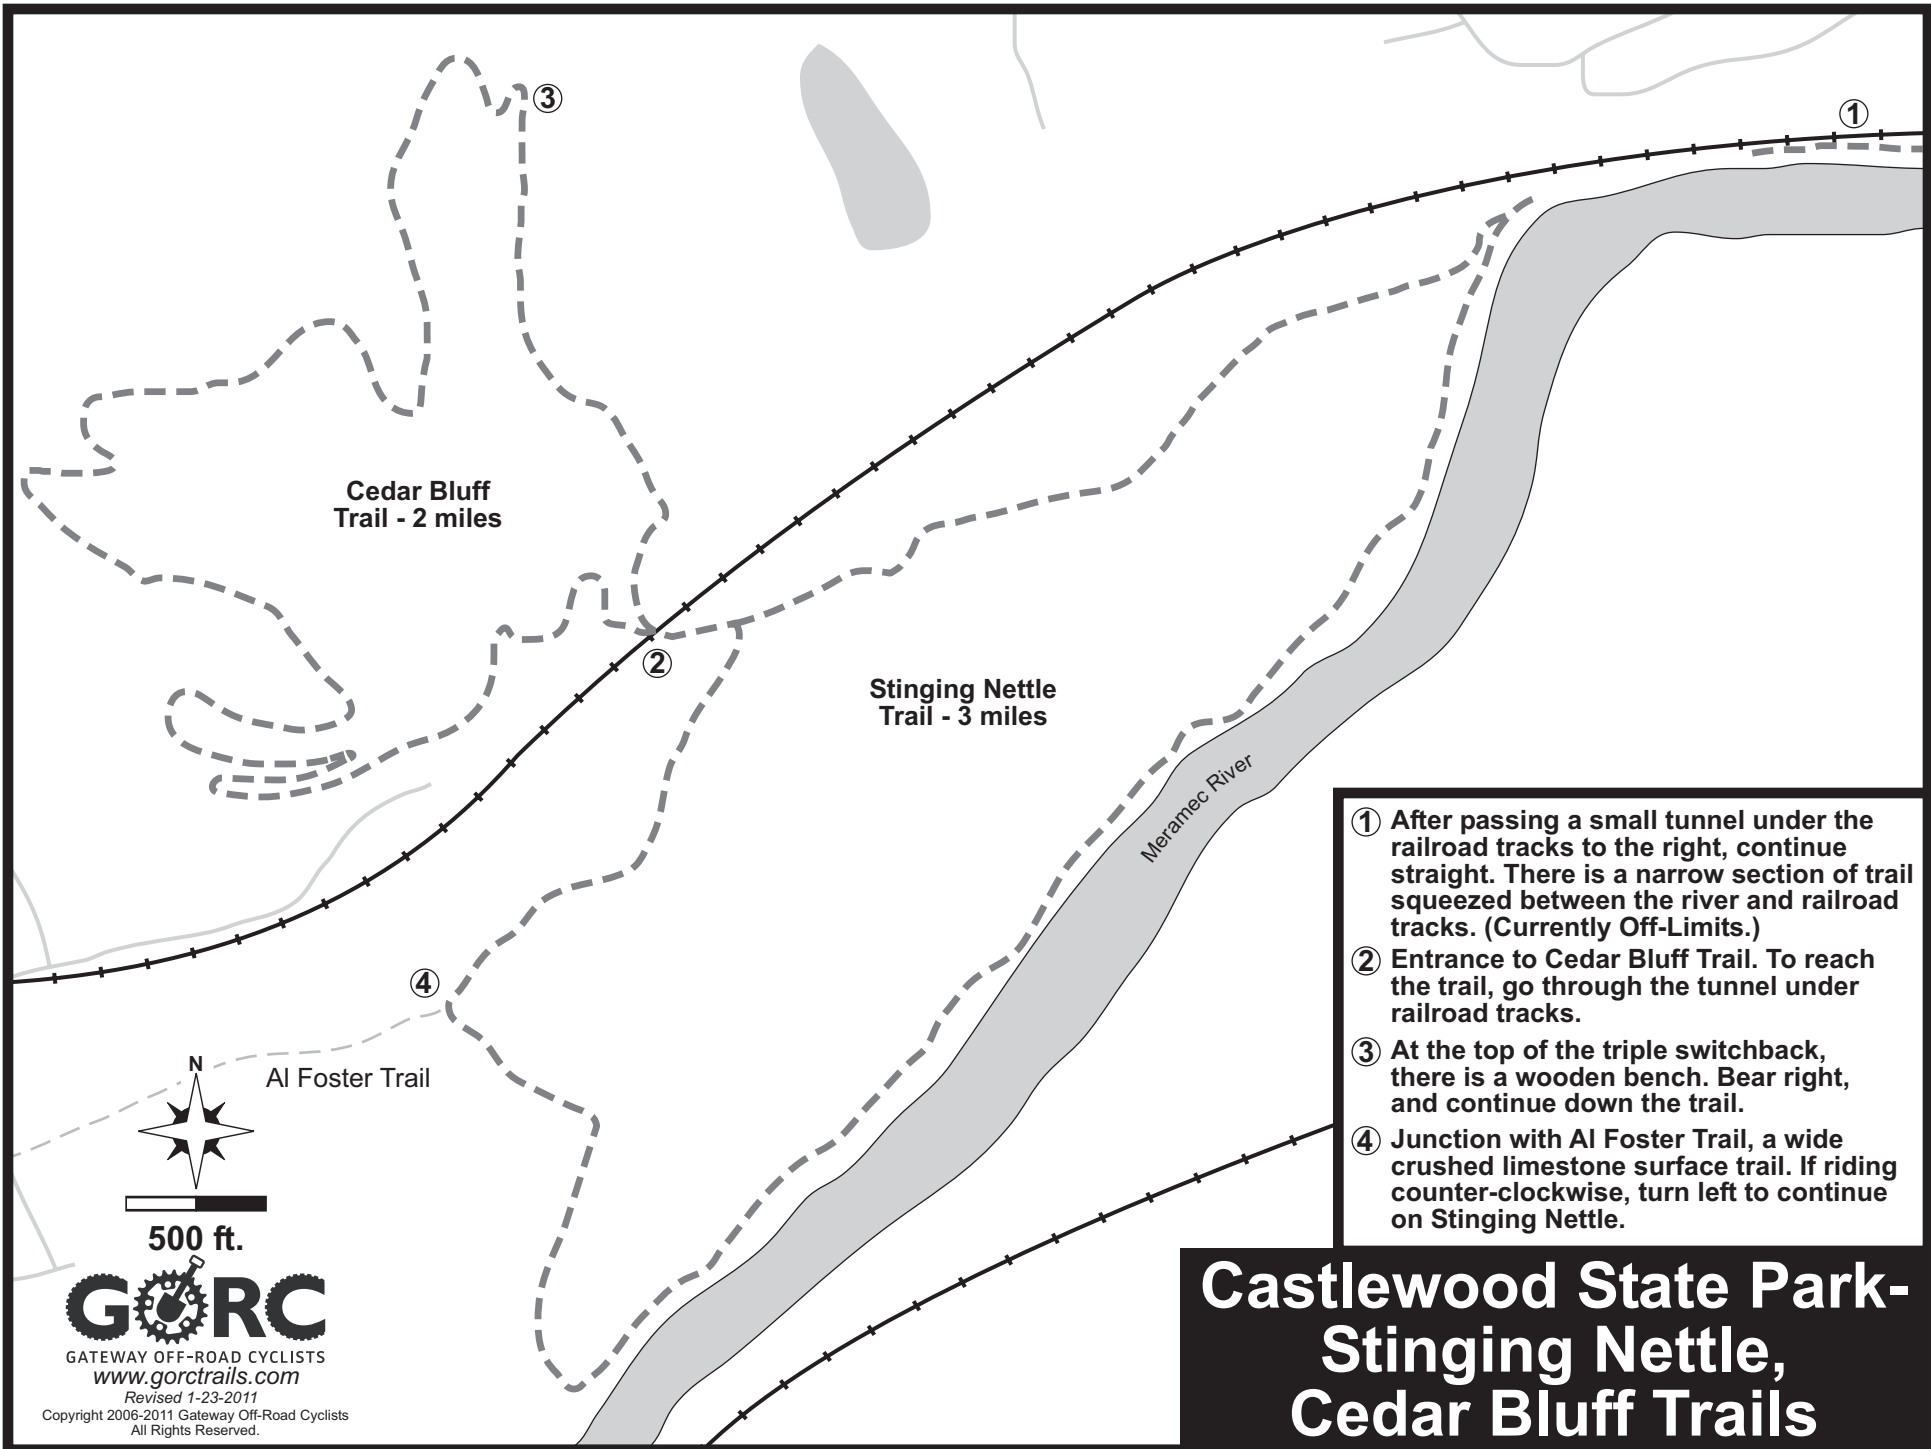 ③
①
Cedar Bluff
Trail - 2 miles
②
Stinging Nettle
Trail - 3 miles
Meramec River
④
Al Foster Trail
N
500 ft.
GORC
GATEWAY OFF-ROAD CYCLISTS
www.gorctrails.com
Revised 1-23-2011
Copyright 2006-2011 Gateway Off-Road Cyclists
All Rights Reserved.
① After passing a small tunnel under the
railroad tracks to the right, continue
straight. There is a narrow section of trail
squeezed between the river and railroad
tracks. (Currently Off-Limits.)
② Entrance to Cedar Bluff Trail. To reach
the trail, go through the tunnel under
railroad tracks.
③ At the top of the triple switchback,
there is a wooden bench. Bear right,
and continue down the trail.
④ Junction with Al Foster Trail, a wide
crushed limestone surface trail. If riding
counter-clockwise, turn left to continue
on Stinging Nettle.
Castlewood State Park-
Stinging Nettle,
Cedar Bluff Trails